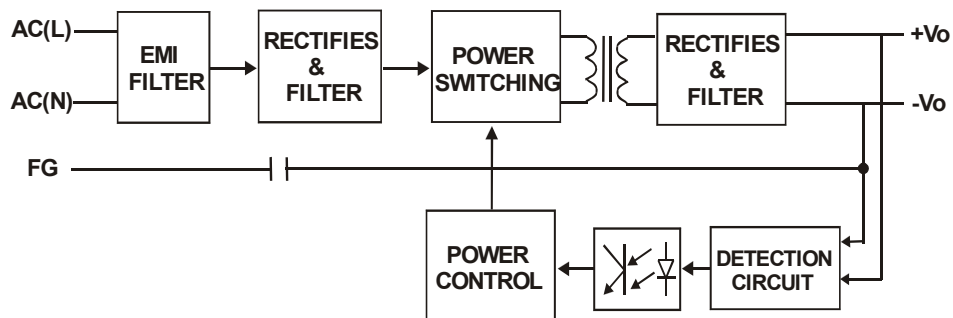 AC(L)
AC(N)
EMI
FILTER
RECTIFIES
&
FILTER
POWER
SWITCHING
RECTIFIES
&
FILTER
+Vo
-Vo
FG
POWER
CONTROL
DETECTION
CIRCUIT